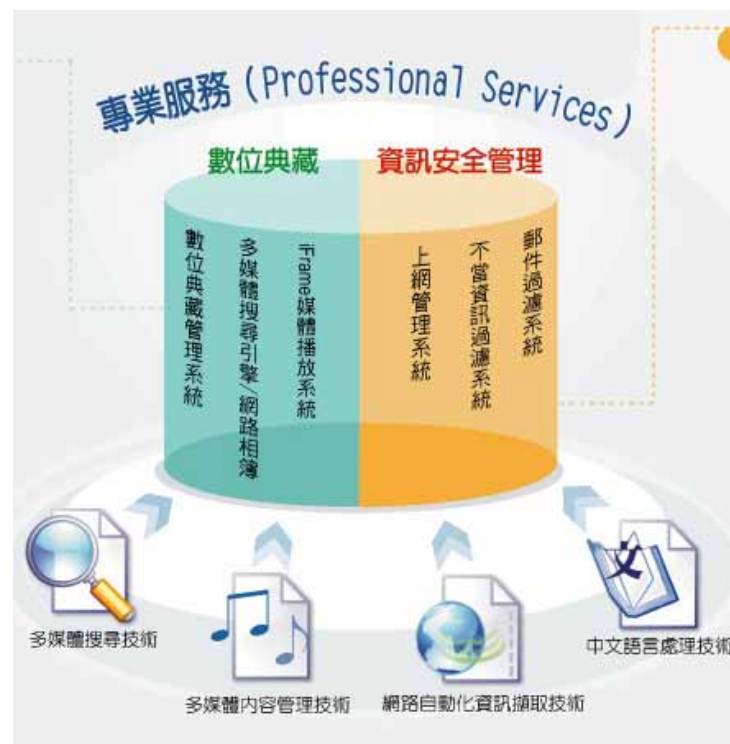 專業服務 (Professional Services)
數位典藏
資訊安全管理
數位典藏管理系統
多媒體搜尋引擎/網路相簿
iFrame媒體播放系統
上網管理系統
不當資訊過濾系統
郵件過濾系統
文
多媒體搜尋技術
多媒體內容管理技術
網路自動化資訊擷取技術
中文語言處理技術